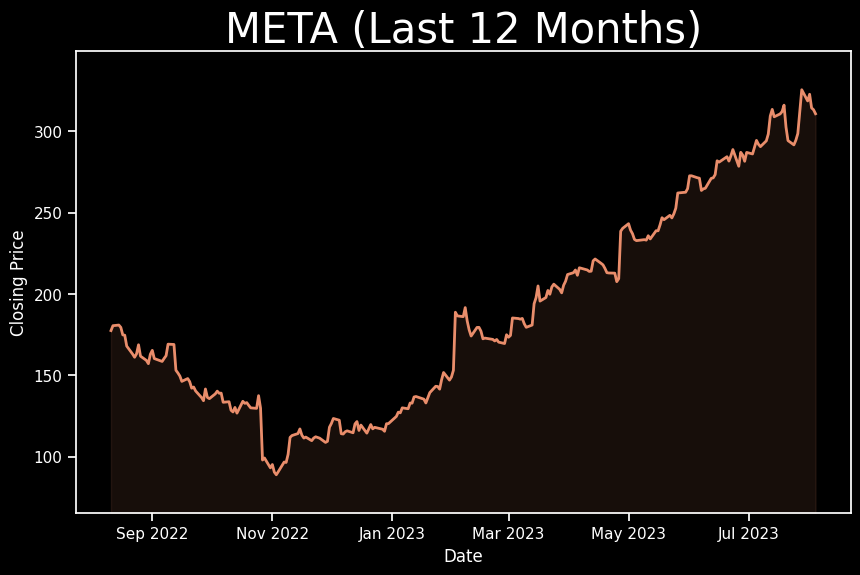 META (Last 12 Months)
Closing Price
300
250
200
150
100
Sep 2022 Nov 2022 Jan 2023 Mar 2023 May 2023 Jul 2023
Date